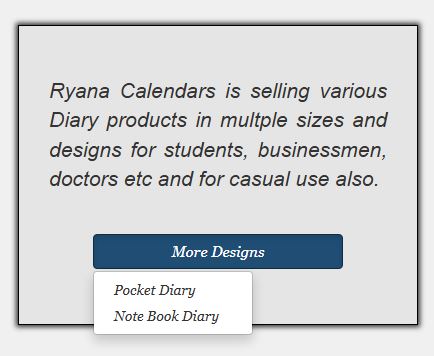 Ryana Calendars is selling various
Diary products in multple sizes and
designs for students, businessmen,
doctors etc and for casual use also.
More Designs
Pocket Diary
Note Book Diary